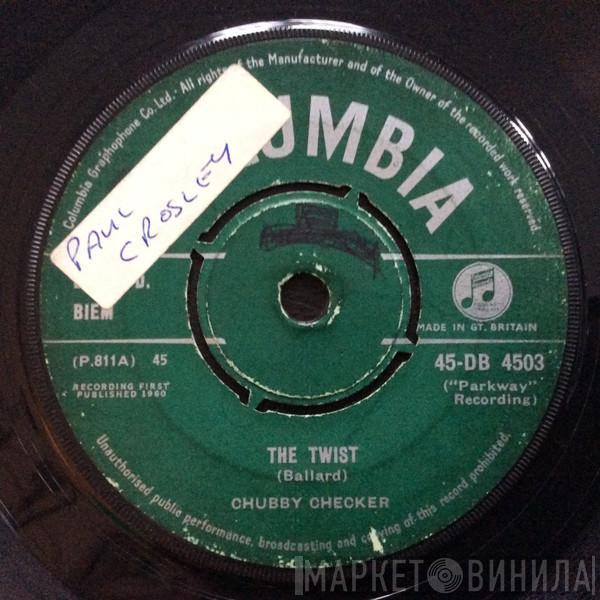 Columbia Graphophone Co. Ltd. · All rights of the Manufacturer and of the Owner of the recorded work reserved.
UMBIA
PAUL
CROSLEY
BIEM
MADE IN GT. BRITAIN
(P.811A) 45
RECORDING FIRST
PUBLISHED 1960
45-DB 4503
("Parkway"
Recording)
THE TWIST
(Ballard)
CHUBBY CHECKER
Unauthorised public performance, broadcasting and copying of this record prohibited.
МАРКЕТ ВИНИЛА